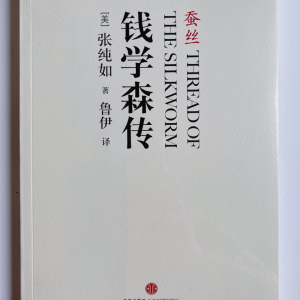 蚕丝
THREAD OF
THE SILKWORM
钱学森传
[美] 张纯如 著
鲁伊 译